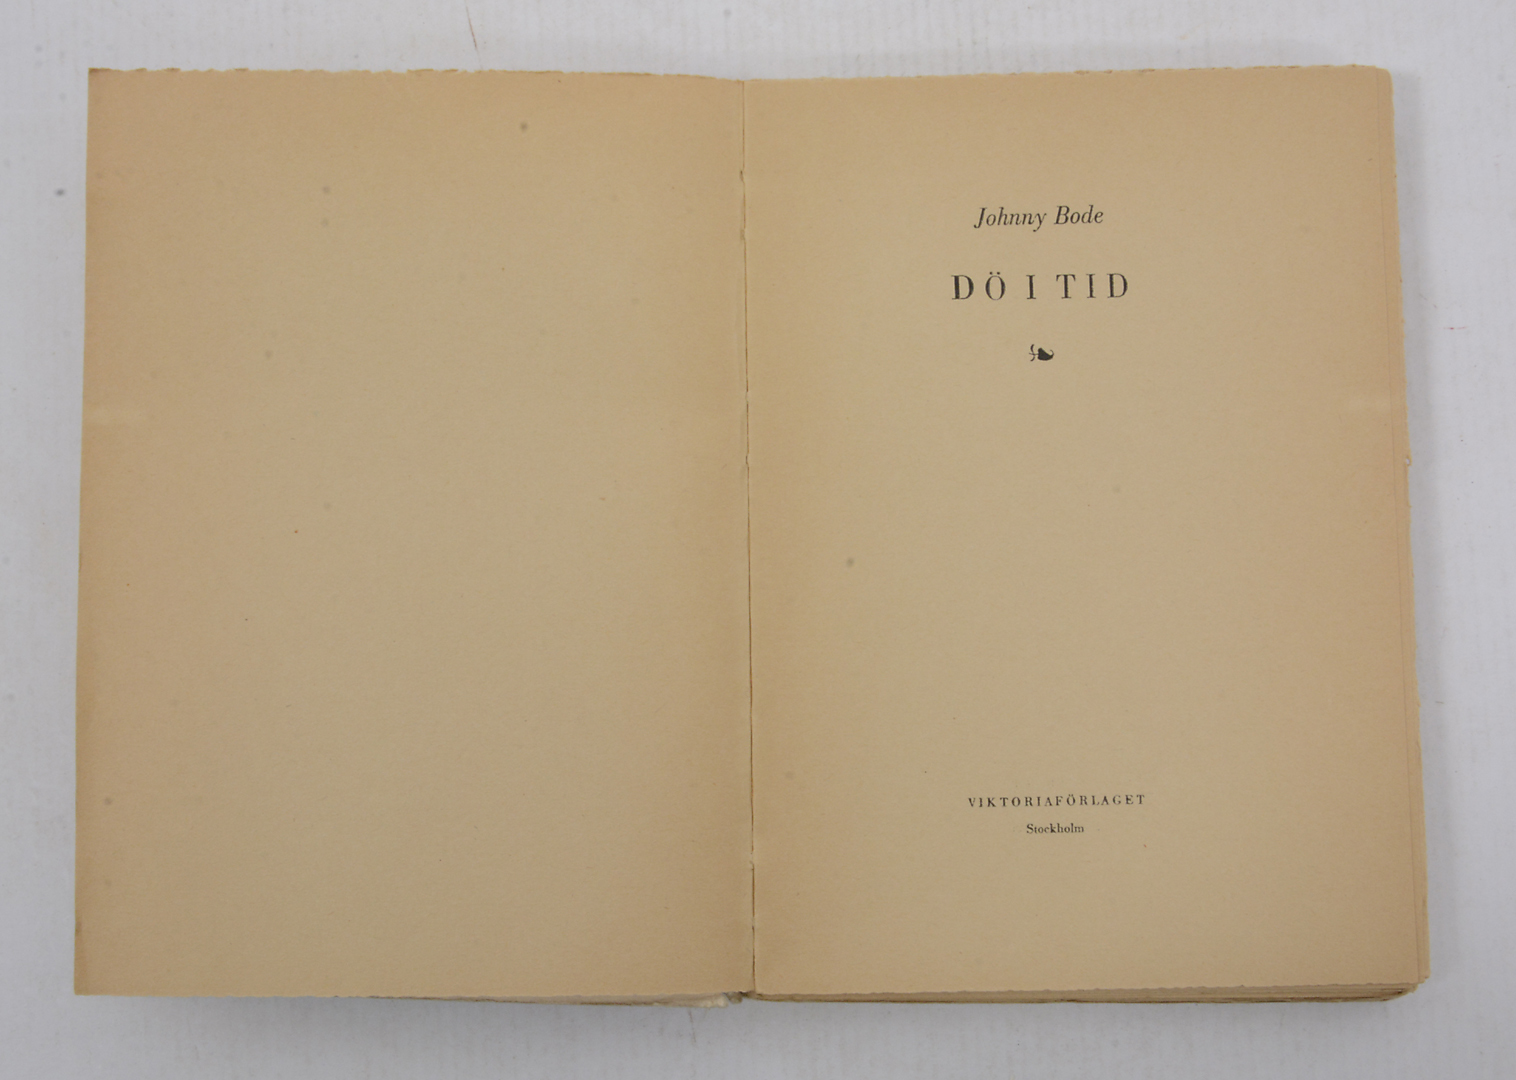 Johnny Bode
DÖ I TID
VIKTORIAFÖRLAGET
Stockholm